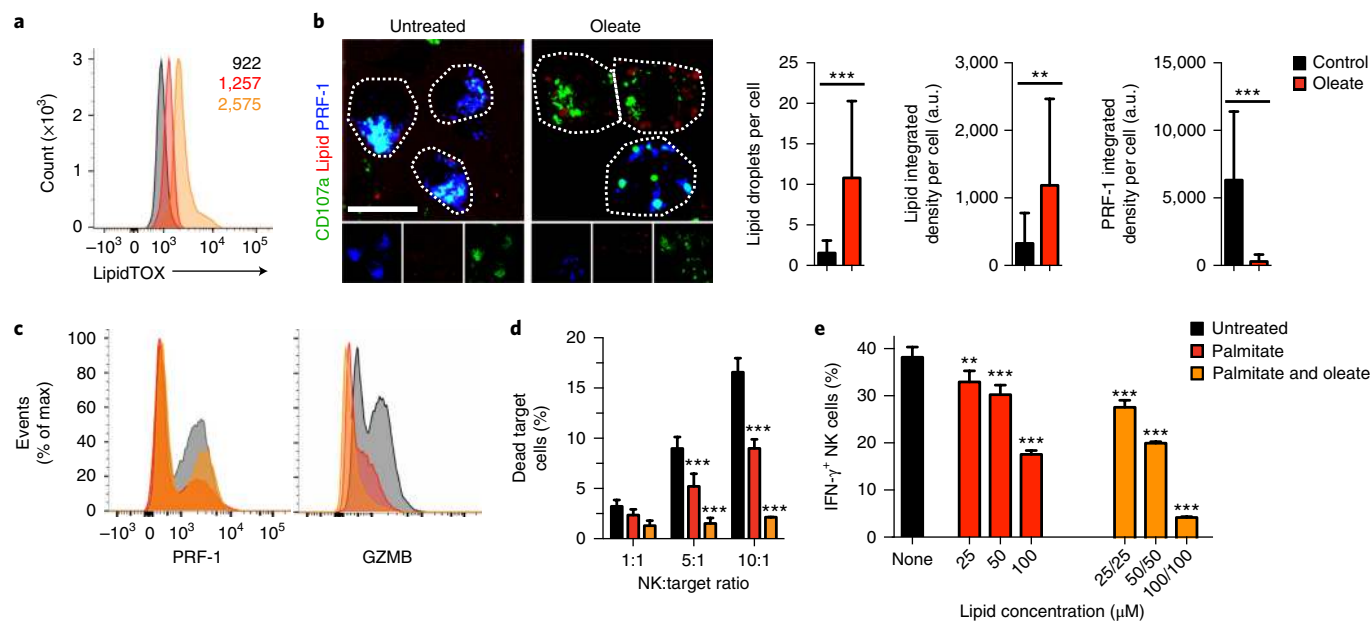 a
3
2
1
0
Count (×10³)
922
1,257
2,575
–10³ 0 10³ 10⁴ 10⁵
LipidTOX
b
Untreated Oleate
CD107a Lipid PRF-1
25
20
15
10
5
0
Lipid droplets per cell
***
3,000
2,000
1,000
0
Lipid integrated
density per cell (a.u.)
**
15,000
10,000
5,000
0
PRF-1 integrated
density per cell (a.u.)
***
Control
Oleate
c
100
80
60
40
20
0
Events
(% of max)
–10³ 0 10³ 10⁴ 10⁵
PRF-1 GZMB
d
20
15
10
5
0
Dead target
cells (%)
*** ***
*** ***
1:1 5:1 10:1
NK:target ratio
e
40
30
20
10
0
IFN-γ⁺ NK cells (%)
** *** ***
*** *** ***
None 25 50 100 25/25 50/50 100/100
Lipid concentration (μM)
Untreated
Palmitate
Palmitate and oleate